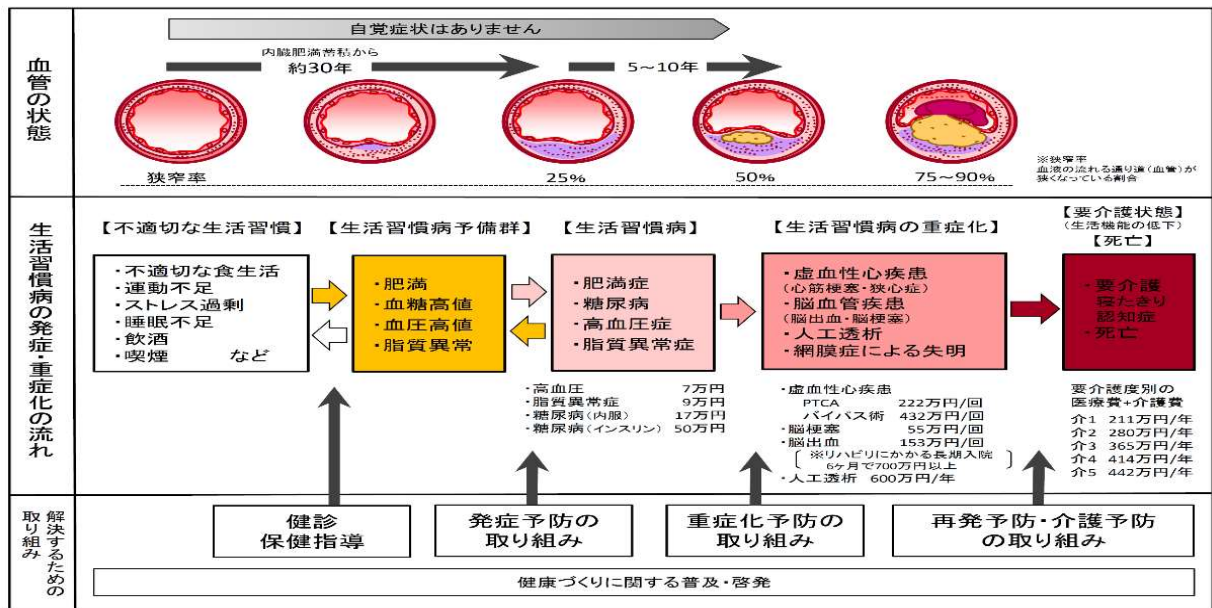 血管の状態
自覚症状はありません
内臓肥満蓄積から
約30年
5～10年
狭窄率
25%
50%
75～90%
※狭窄率
血液の流れる通り道(血管)が
狭くなっている割合
生活習慣病の発症・重症化の流れ
【不適切な生活習慣】
・不適切な食生活
・運動不足
・ストレス過剰
・睡眠不足
・飲酒
・喫煙 など
【生活習慣病予備群】
・肥満
・血糖高値
・血圧高値
・脂質異常
【生活習慣病】
・肥満症
・糖尿病
・高血圧症
・脂質異常症
・高血圧 7万円
・脂質異常症 9万円
・糖尿病(内服) 17万円
・糖尿病(インスリン) 50万円
【生活習慣病の重症化】
・虚血性心疾患
(心筋梗塞・狭心症)
・脳血管疾患
(脳出血・脳梗塞)
・人工透析
・網膜症による失明
・虚血性心疾患
PTCA 222万円/回
バイパス術 432万円/回
・脳梗塞 55万円/回
・脳出血 153万円/回
※リハビリにかかる長期入院
6ヶ月で700万円以上
・人工透析 600万円/年
【要介護状態】
(生活機能の低下)
【死亡】
・要介護
寝たきり
認知症
・死亡
要介護度別の
医療費+介護費
介1 211万円/年
介2 280万円/年
介3 365万円/年
介4 414万円/年
介5 442万円/年
解決するための
取り組み
健診
保健指導
発症予防の
取り組み
重症化予防の
取り組み
再発予防・介護予防
の取り組み
健康づくりに関する普及・啓発